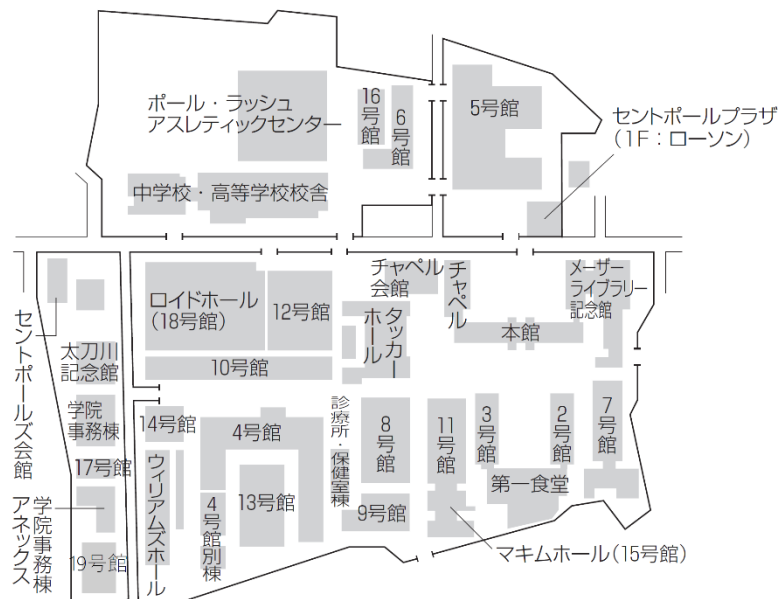 ポール・ラッシュ
アスレティックセンター
16号館
6号館
5号館
セントポールプラザ
(1F：ローソン)
中学校・高等学校校舎
ロイドホール
(18号館)
12号館
チャペル
会館
チャペル
メーザー
ライブラリー
記念館
タッカー
ホール
本館
セントポールズ会館
太刀川
記念館
10号館
学院
事務棟
14号館
4号館
診療所・保健室棟
8号館
11号館
3号館
2号館
7号館
17号館
ウィリアムズホール
4号館別棟
13号館
9号館
第一食堂
学院事務棟
アネックス
19号館
マキムホール(15号館)